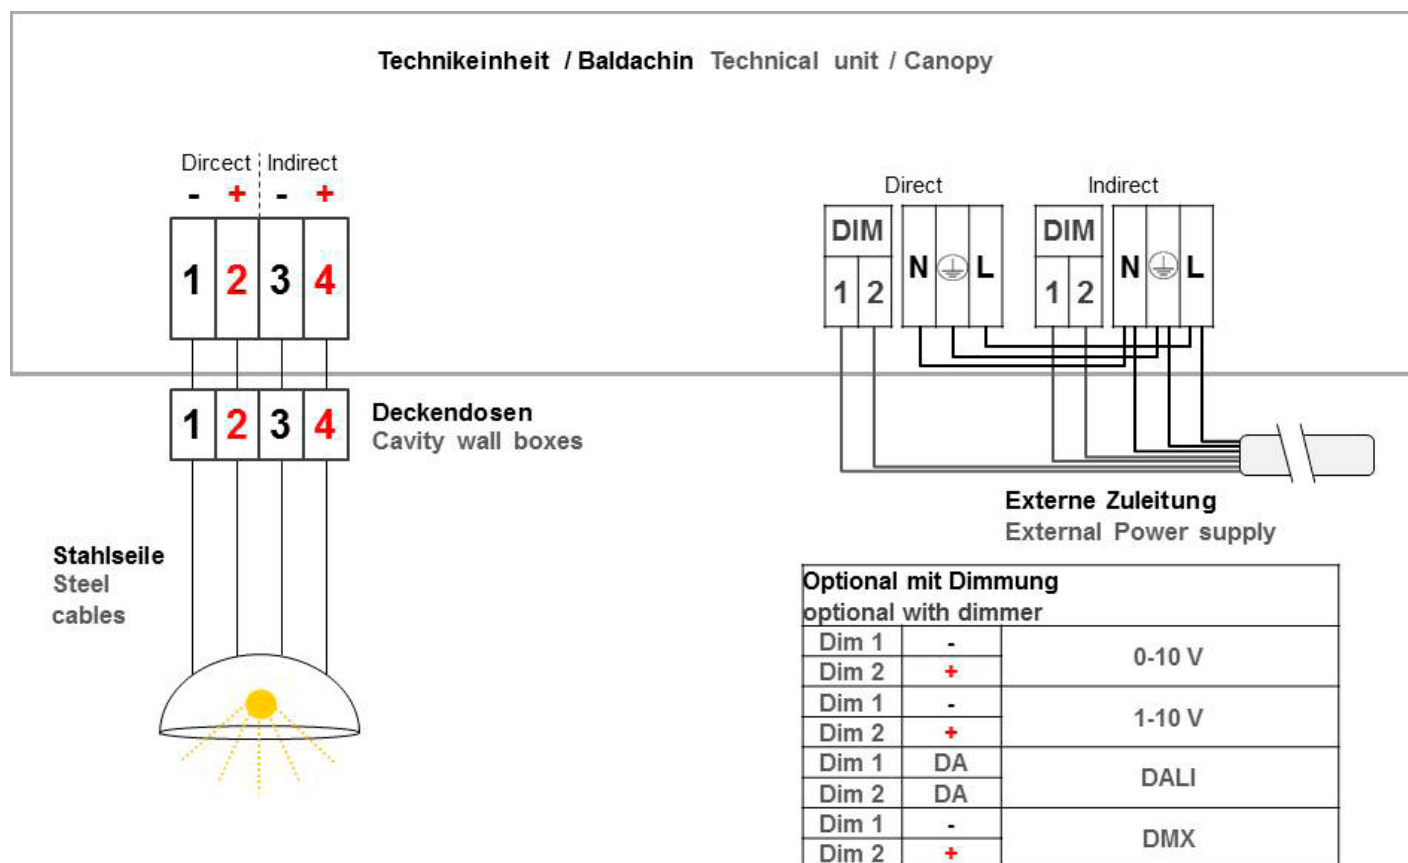 Technikeinheit / Baldachin Technical unit / Canopy
Dircect Indirect
- + - +
1 2 3 4
Direct Indirect
DIM N L DIM N L
1 2 1 2
1 2 3 4
Deckendosen
Cavity wall boxes
Externe Zuleitung
External Power supply
Stahlseile
Steel
cables
Optional mit Dimmung
optional with dimmer
Dim 1 -
Dim 2 +
0-10 V
Dim 1 -
Dim 2 +
1-10 V
Dim 1 DA
Dim 2 DA
DALI
Dim 1 -
Dim 2 +
DMX